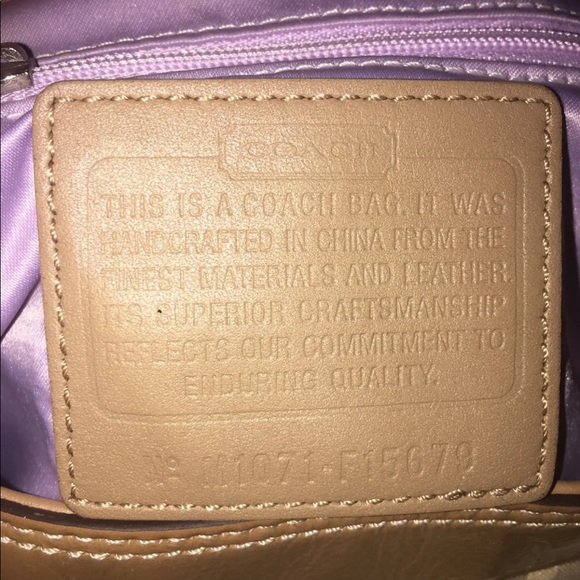 COACH
THIS IS A COACH BAG. IT WAS
HANDCRAFTED IN CHINA FROM THE
FINEST MATERIALS AND LEATHER.
ITS SUPERIOR CRAFTSMANSHIP
REFLECTS OUR COMMITMENT TO
ENDURING QUALITY.
Nº M1071-F15679